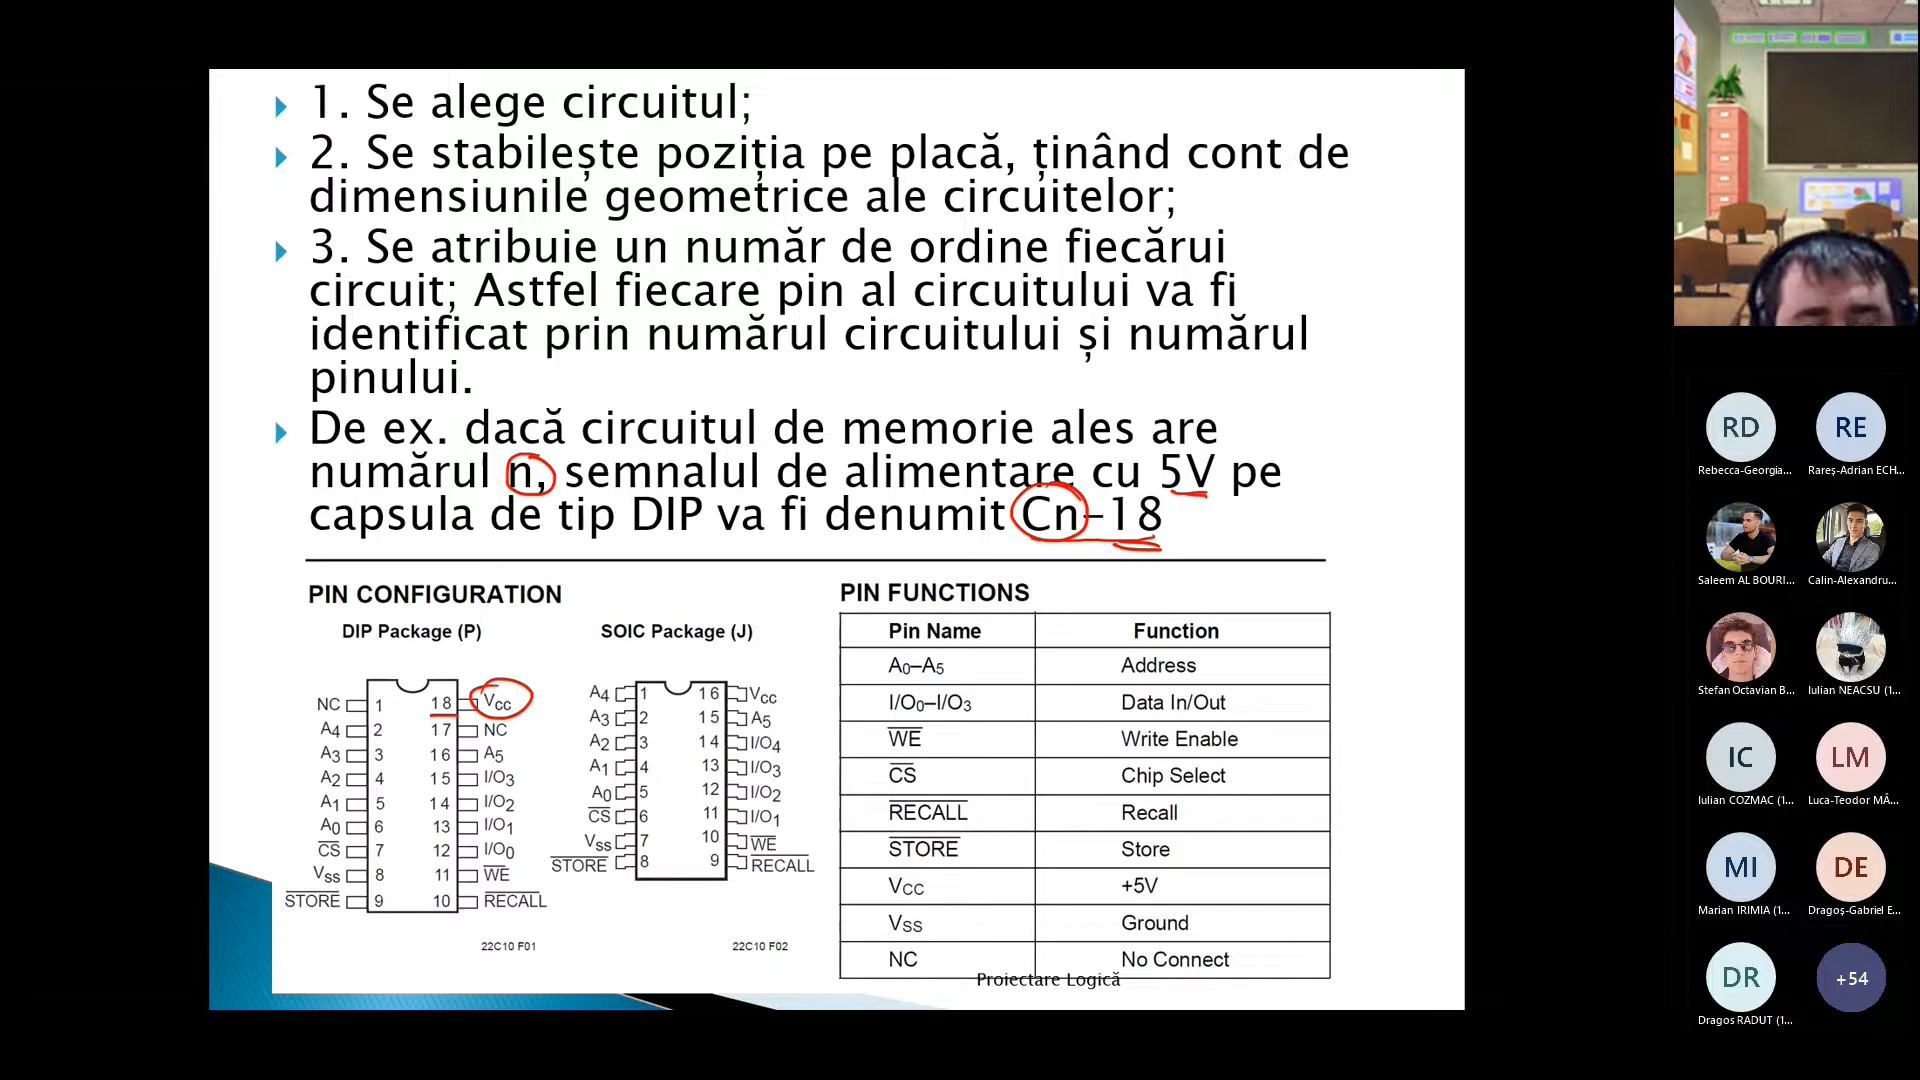 1. Se alege circuitul;
2. Se stabilește poziția pe placă, ținând cont de
dimensiunile geometrice ale circuitelor;
3. Se atribuie un număr de ordine fiecărui
circuit; Astfel fiecare pin al circuitului va fi
identificat prin numărul circuitului și numărul
pinului.
De ex. dacă circuitul de memorie ales are
numărul n, semnalul de alimentare cu 5V pe
capsula de tip DIP va fi denumit Cn-18
PIN CONFIGURATION
DIP Package (P)
NC 1 18 Vcc
A4 2 17 NC
A3 3 16 A5
A2 4 15 I/O3
A1 5 14 I/O2
A0 6 13 I/O1
CS 7 12 I/O0
Vss 8 11 WE
STORE 9 10 RECALL
22C10 F01
SOIC Package (J)
A4 1 16 Vcc
A3 2 15 A5
A2 3 14 I/O4
A1 4 13 I/O3
A0 5 12 I/O2
CS 6 11 I/O1
Vss 7 10 WE
STORE 8 9 RECALL
22C10 F02
PIN FUNCTIONS
Pin Name Function
A0–A5 Address
I/O0–I/O3 Data In/Out
WE Write Enable
CS Chip Select
RECALL Recall
STORE Store
VCC +5V
VSS Ground
NC No Connect
Proiectare Logică
RD RE
Rebecca-Georgia... Rareș-Adrian ECH...
Saleem AL BOURI... Calin-Alexandru...
Stefan Octavian B... Iulian NEACSU (1...
IC LM
Iulian COZMAC (1... Luca-Teodor MÂ...
MI DE
Marian IRIMIA (1... Dragoș-Gabriel E...
DR +54
Dragos RADUT (1...